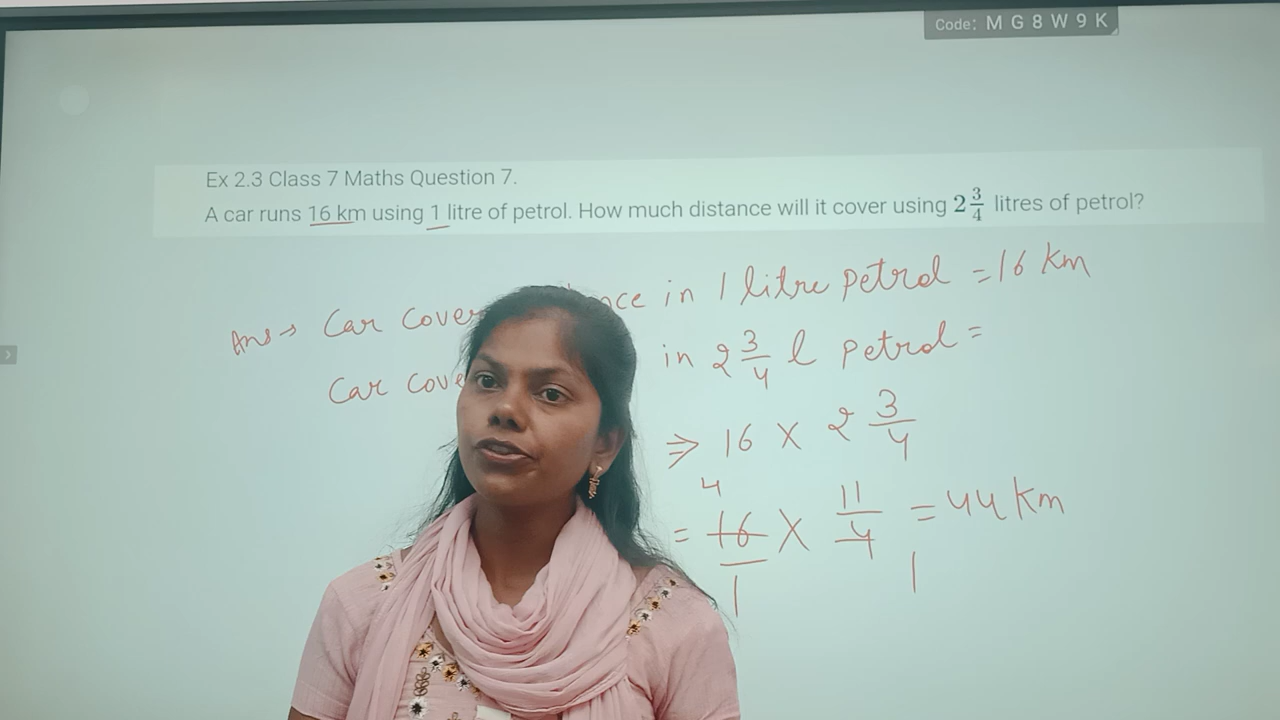 Code: M G 8 W 9 K
Ex 2.3 Class 7 Maths Question 7.
A car runs 16 km using 1 litre of petrol. How much distance will it cover using 2 3/4 litres of petrol?
Ans → Car Cover nce in 1 litre petrol = 16 km
Car Cove in 2 3/4 l petrol =
⇒ 16 × 2 3/4
4
= 16/1 × 11/4 = 44 km
1